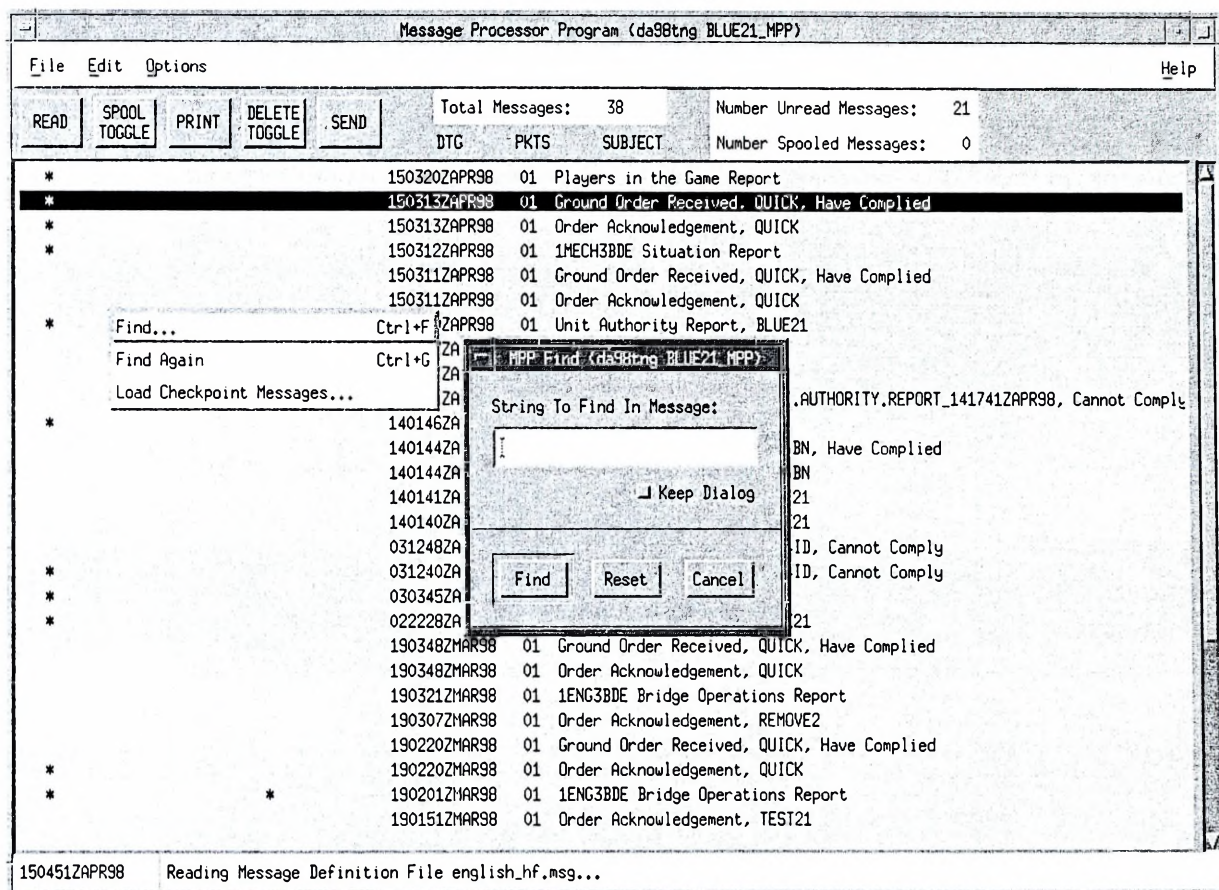 Message Processor Program (da98tng BLUE21_MPP)
File Edit Options Help
READ SPOOL TOGGLE PRINT DELETE TOGGLE SEND
Total Messages: 38 Number Unread Messages: 21
DTG PKTS SUBJECT Number Spooled Messages: 0
* 150320ZAPR98 01 Players in the Game Report
* 150313ZAPR98 01 Ground Order Received, QUICK, Have Complied
* 150313ZAPR98 01 Order Acknowledgement, QUICK
* 150312ZAPR98 01 1MECH3BDE Situation Report
150311ZAPR98 01 Ground Order Received, QUICK, Have Complied
150311ZAPR98 01 Order Acknowledgement, QUICK
* ZAPR98 01 Unit Authority Report, BLUE21
Find... Ctrl+F
Find Again Ctrl+G
Load Checkpoint Messages...
ZA
ZA
ZA .AUTHORITY.REPORT_141741ZAPR98, Cannot Comply
* 140146ZA
140144ZA BN, Have Complied
140144ZA BN
140141ZA 21
140140ZA 21
031248ZA ID, Cannot Comply
* 031240ZA ID, Cannot Comply
* 030345ZA
* 022228ZA 21
MPP Find (da98tng BLUE21_MPP)
String To Find In Message:
Keep Dialog
Find Reset Cancel
190348ZMAR98 01 Ground Order Received, QUICK, Have Complied
190348ZMAR98 01 Order Acknowledgement, QUICK
190321ZMAR98 01 1ENG3BDE Bridge Operations Report
190307ZMAR98 01 Order Acknowledgement, REMOVE2
190220ZMAR98 01 Ground Order Received, QUICK, Have Complied
* 190220ZMAR98 01 Order Acknowledgement, QUICK
* * 190201ZMAR98 01 1ENG3BDE Bridge Operations Report
190151ZMAR98 01 Order Acknowledgement, TEST21
150451ZAPR98 Reading Message Definition File english_hf.msg...